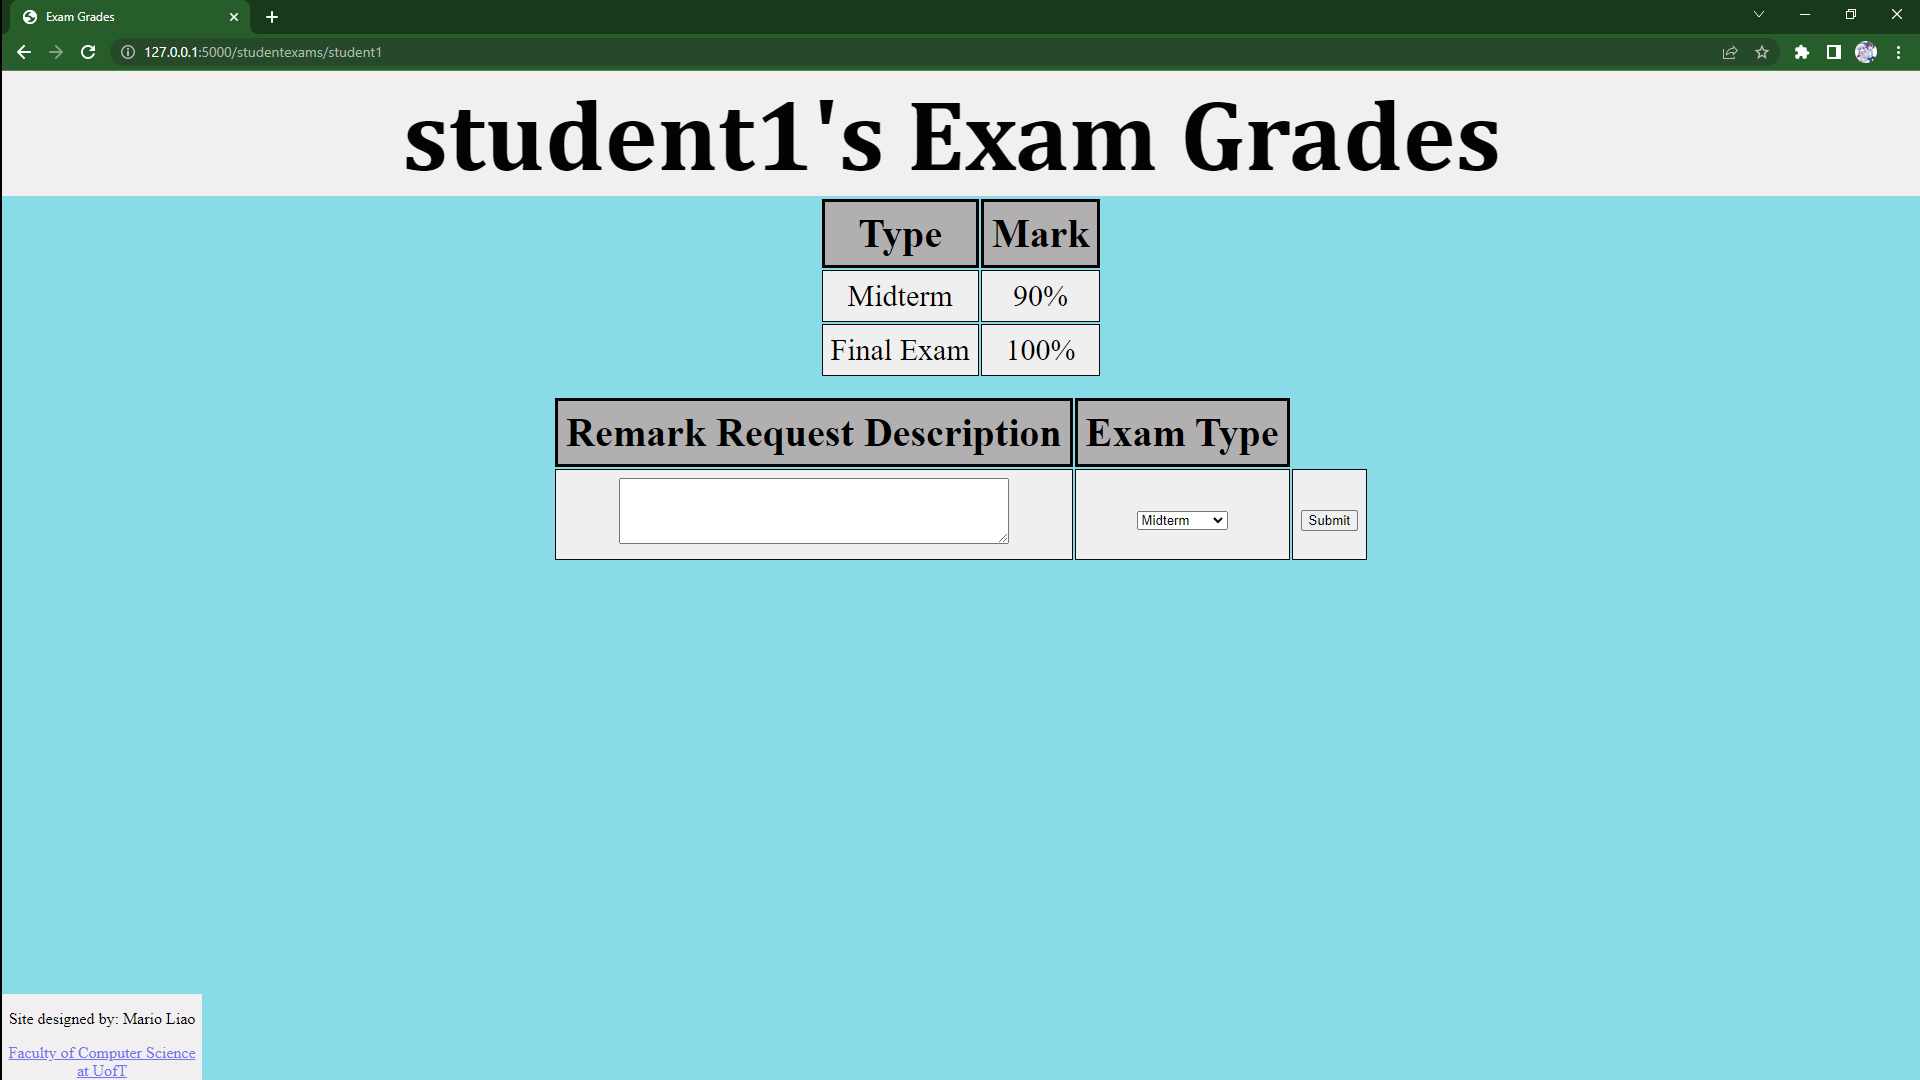 Exam Grades
127.0.0.1:5000/studentexams/student1
student1's Exam Grades
Type Mark
Midterm 90%
Final Exam 100%
Remark Request Description Exam Type
Midterm Submit
Site designed by: Mario Liao
Faculty of Computer Science
at UofT